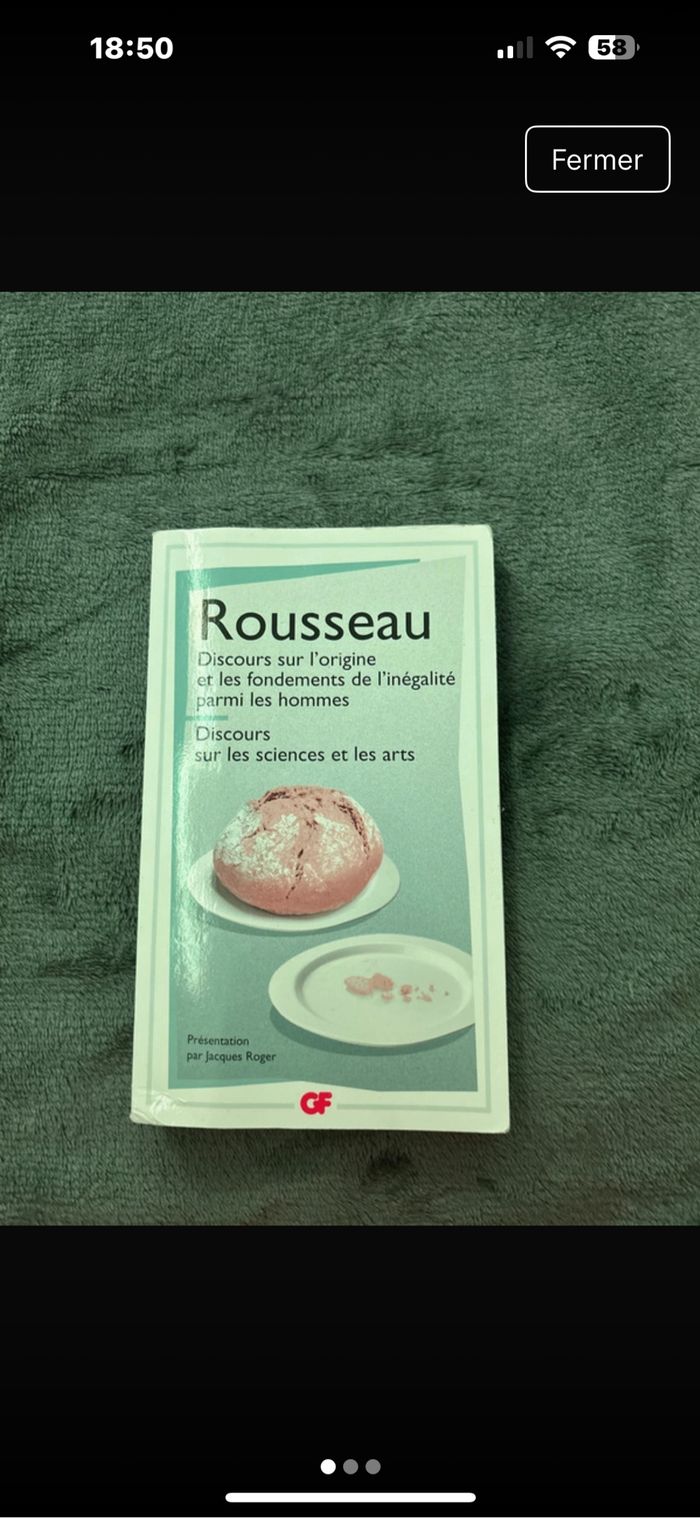 18:50
58
Fermer
Rousseau
Discours sur l'origine
et les fondements de l'inégalité
parmi les hommes
Discours
sur les sciences et les arts
Présentation
par Jacques Roger
GF